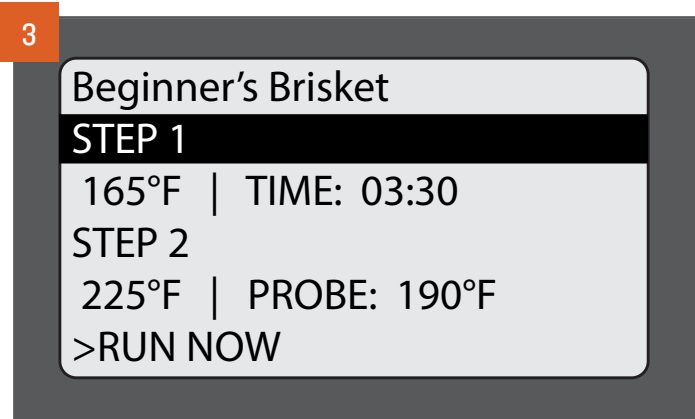 3
Beginner’s Brisket
STEP 1
165°F | TIME: 03:30
STEP 2
225°F | PROBE: 190°F
>RUN NOW